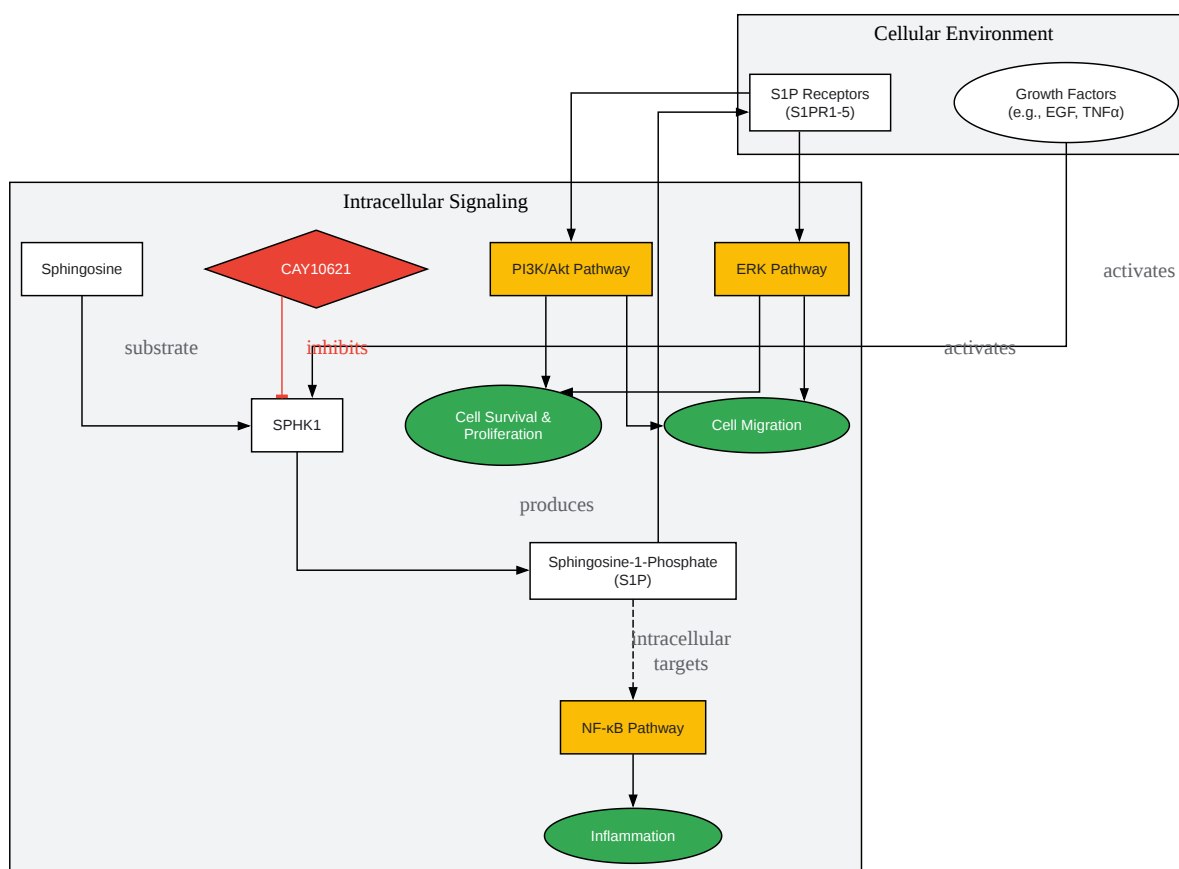 Cellular Environment
S1P Receptors
(S1PR1-5)
Growth Factors
(e.g., EGF, TNFα)
Intracellular Signaling
Sphingosine
CAY10621
PI3K/Akt Pathway
ERK Pathway
activates
substrate
inhibits
activates
SPHK1
Cell Survival &
Proliferation
Cell Migration
produces
Sphingosine-1-Phosphate
(S1P)
intracellular
targets
NF-κB Pathway
Inflammation